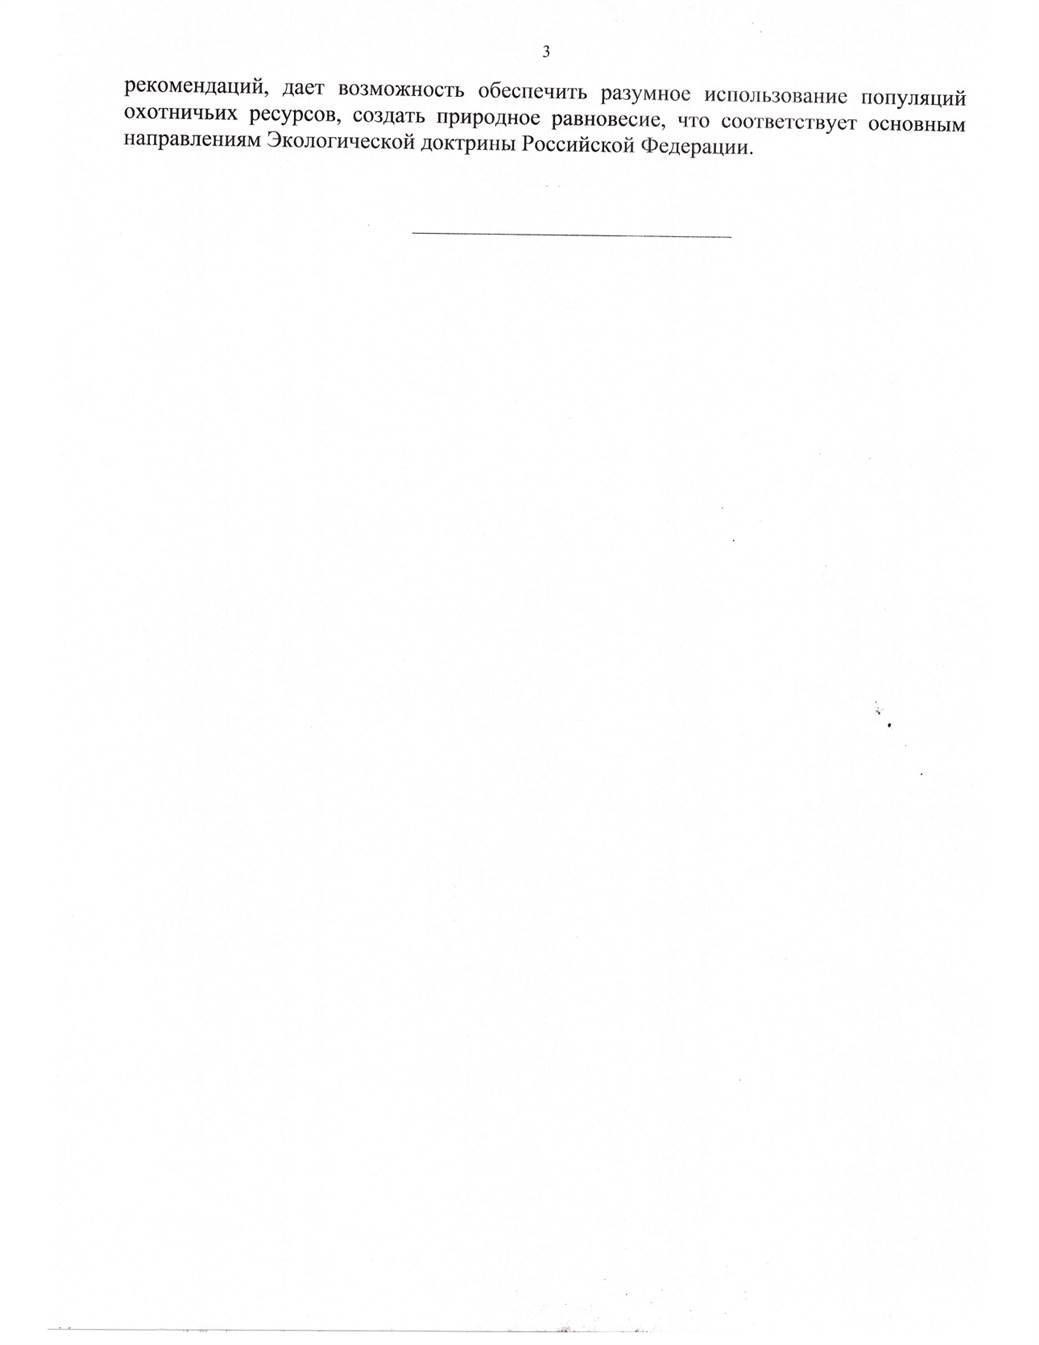 3
рекомендаций, дает возможность обеспечить разумное использование популяций
охотничьих ресурсов, создать природное равновесие, что соответствует основным
направлениям Экологической доктрины Российской Федерации.